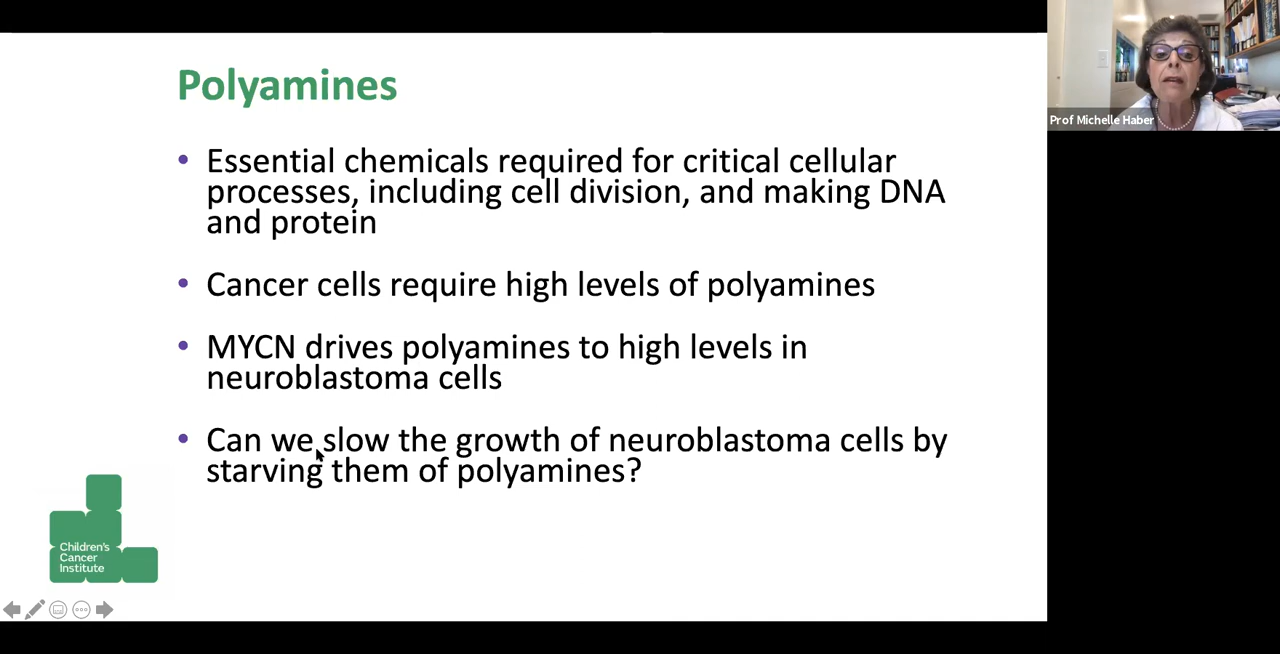 Polyamines
• Essential chemicals required for critical cellular
processes, including cell division, and making DNA
and protein
• Cancer cells require high levels of polyamines
• MYCN drives polyamines to high levels in
neuroblastoma cells
• Can we slow the growth of neuroblastoma cells by
starving them of polyamines?
Children's
Cancer
Institute
Prof Michelle Haber